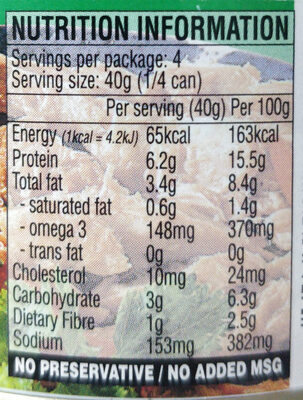 NUTRITION INFORMATION
Servings per package: 4
Serving size: 40g (1/4 can)
Per serving (40g) Per 100g
Energy (1kcal = 4.2kJ) 65kcal 163kcal
Protein 6.2g 15.5g
Total fat 3.4g 8.4g
- saturated fat 0.6g 1.4g
- omega 3 148mg 370mg
- trans fat 0g 0g
Cholesterol 10mg 24mg
Carbohydrate 3g 6.3g
Dietary Fibre 1g 2.5g
Sodium 153mg 382mg
NO PRESERVATIVE / NO ADDED MSG